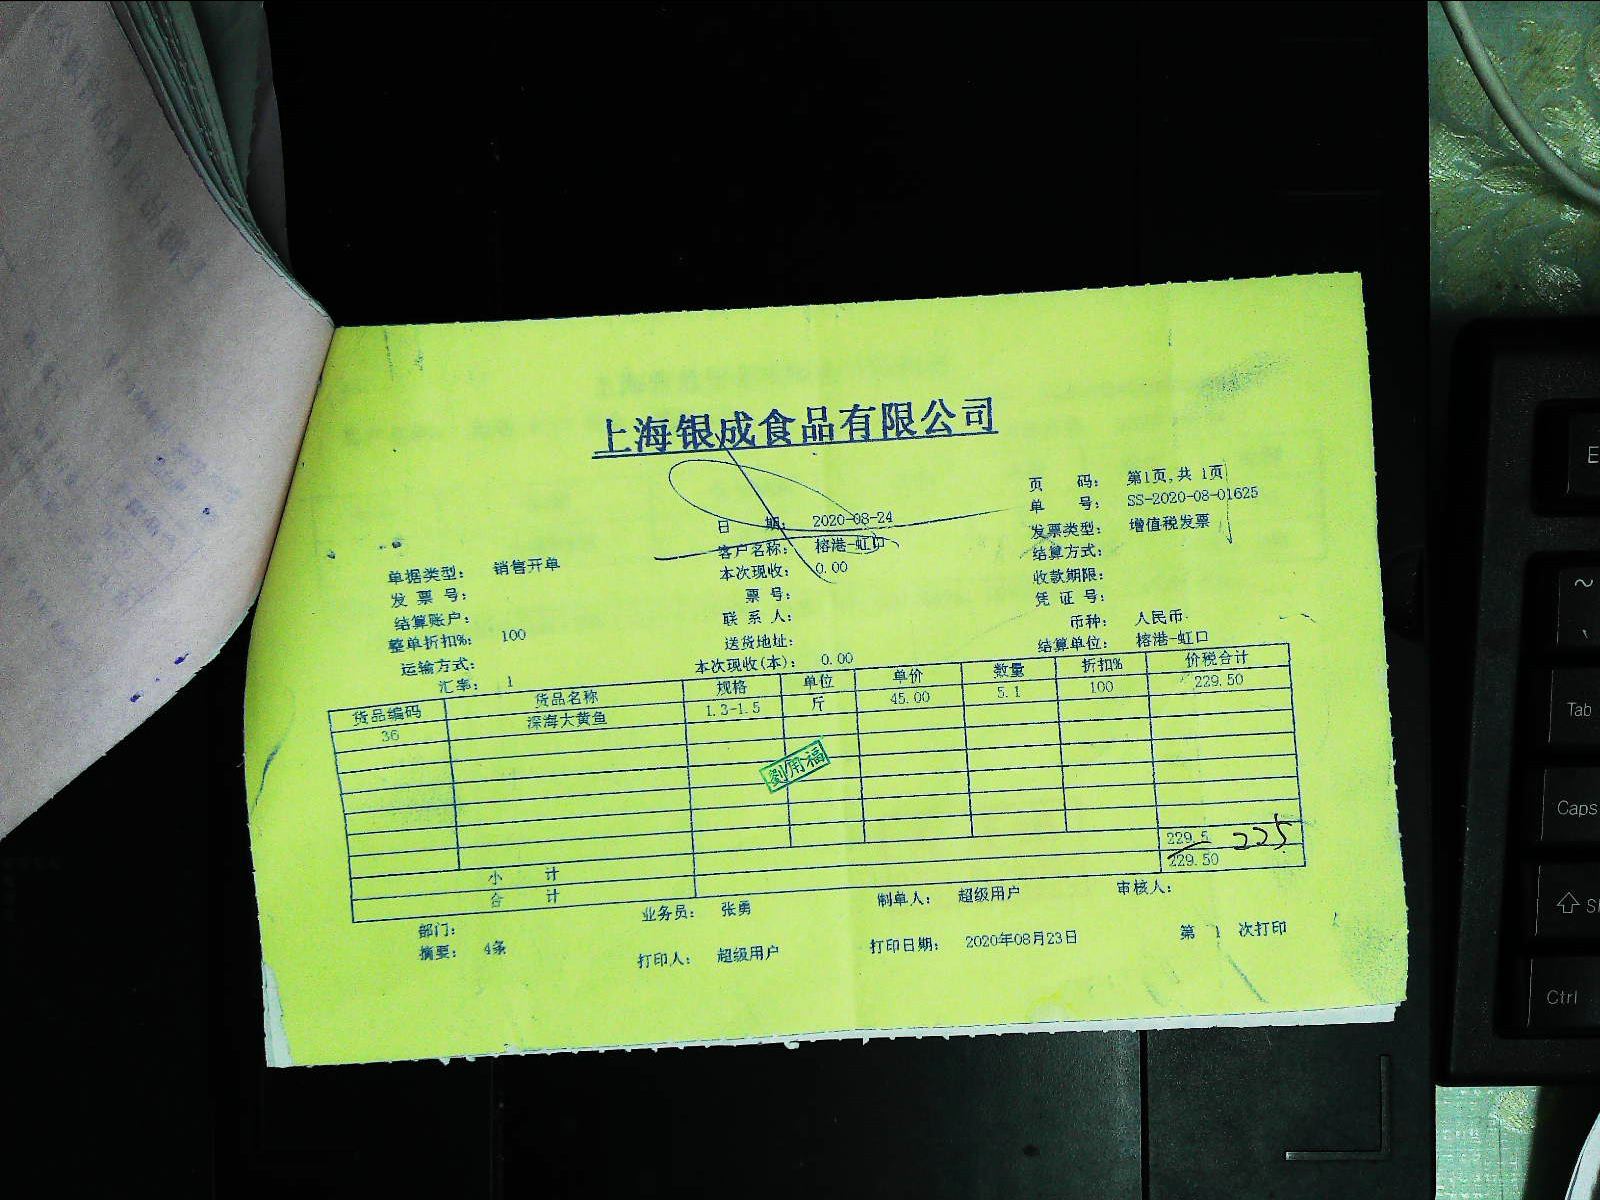 上海银成食品有限公司
页 码： 第1页,共 1页
日 期： 2020-08-24 单 号： SS-2020-08-01625
客户名称： 榕港-虹口 发票类型： 增值税发票
单据类型： 销售开单 本次现收： 0.00 结算方式：
发 票 号： 票 号： 收款期限：
结算账户： 联 系 人： 凭 证 号：
整单折扣%： 100 送货地址： 币种： 人民币
运输方式： 本次现收(本)： 0.00 结算单位： 榕港-虹口
汇率： 1
货品编码 货品名称 规格 单位 单价 数量 折扣% 价税合计
36 深海大黄鱼 1.3-1.5 斤 45.00 5.1 100 229.50
劉用福
小 计 229.5 225
合 计 229.50
部门： 业务员： 张勇 制单人： 超级用户 审核人：
摘要： 4条 打印人： 超级用户 打印日期： 2020年08月23日 第 1 次打印
E
~
Tab
Caps
Ctrl